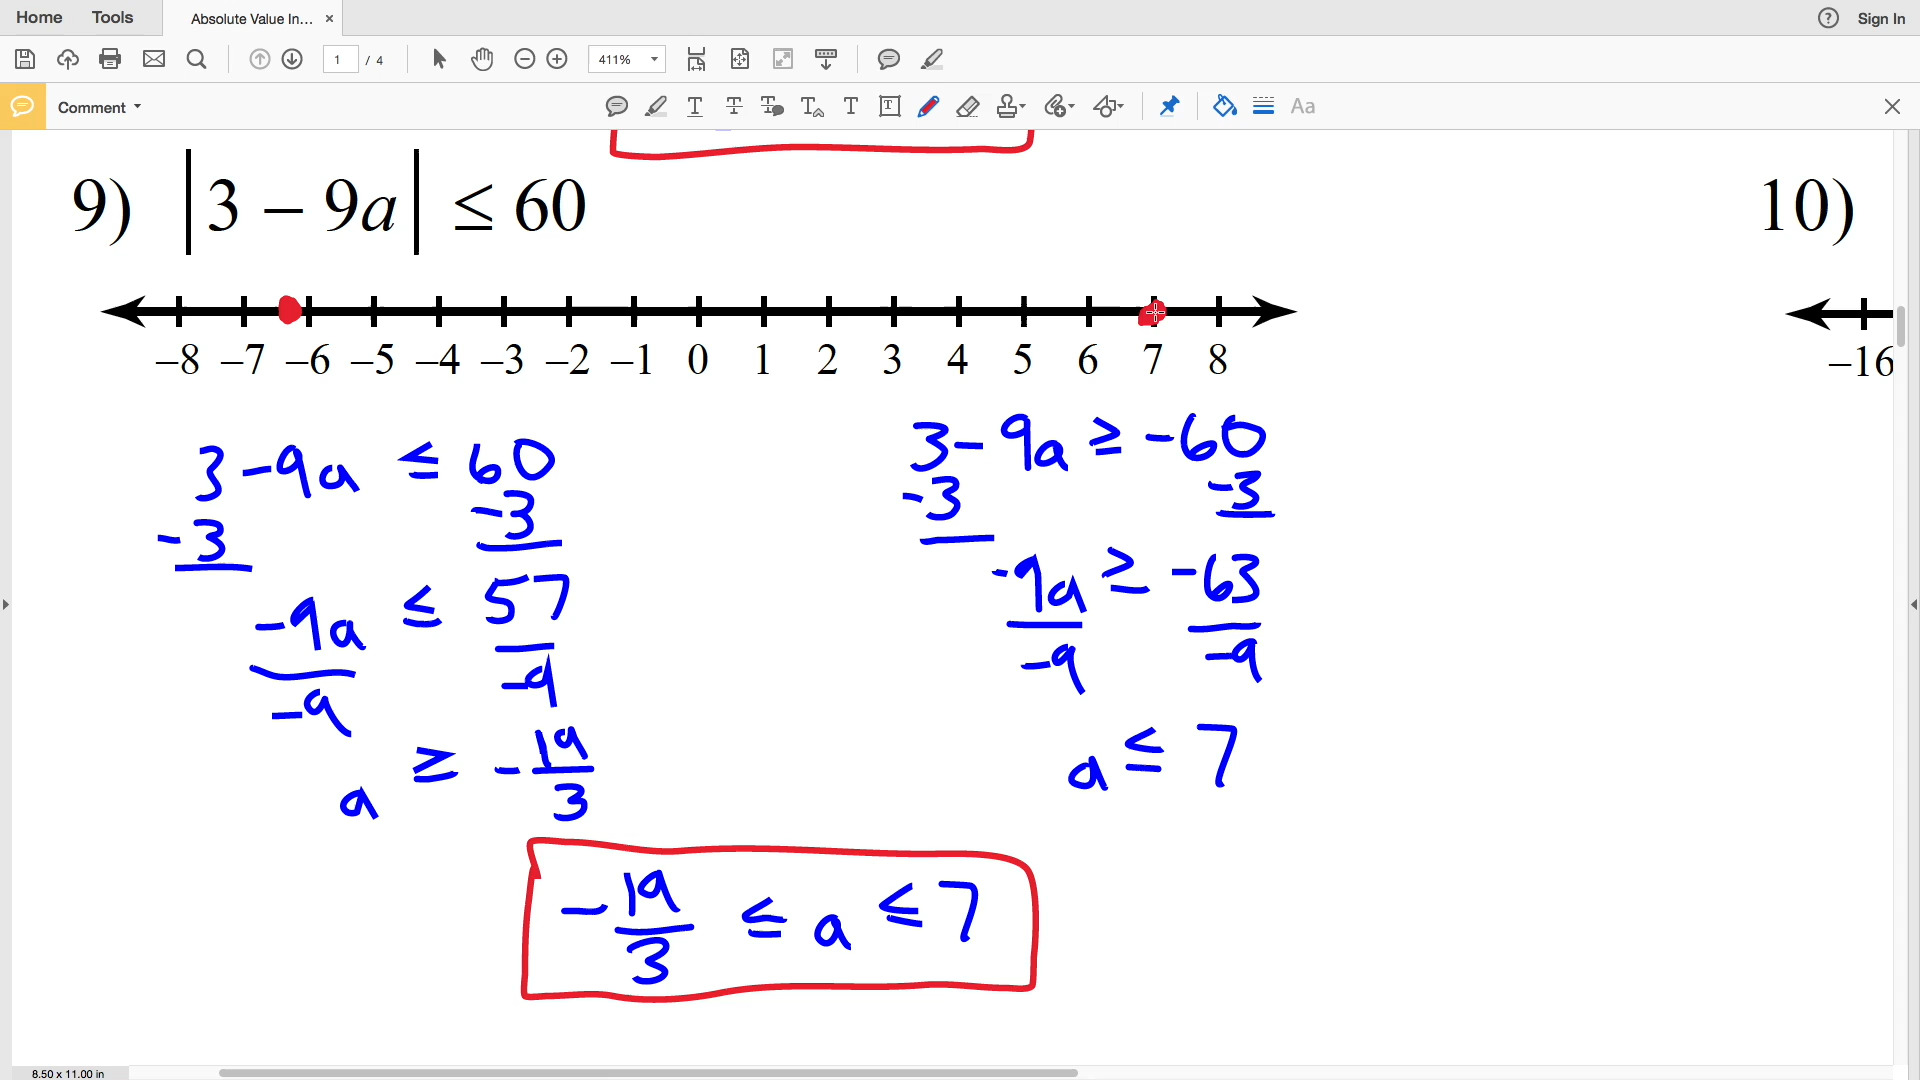 Home Tools Absolute Value In... × ? Sign In
1 / 4 411%
Comment T T T T T T Aa
9) |3 – 9a| ≤ 60 10)
–8 –7 –6 –5 –4 –3 –2 –1 0 1 2 3 4 5 6 7 8 –16
3 - 9a ≤ 60 3 - 9a ≥ -60
-3 -3 -3 -3
-9a ≤ 57 -9a ≥ -63
-9 -9 -9 -9
a ≥ -19/3 a ≤ 7
-19/3 ≤ a ≤ 7
8.50 x 11.00 in